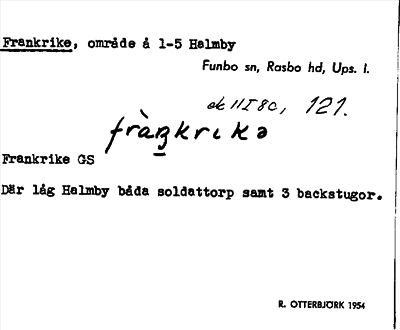 Frankrike, område å 1-5 Halmby
Funbo sn, Rasbo hd, Ups. l.
ek II I 8c, 121.
fràŋkrikə
Frankrike GS
Där låg Halmby båda soldattorp samt 3 backstugor.
R. OTTERBJÖRK 1954